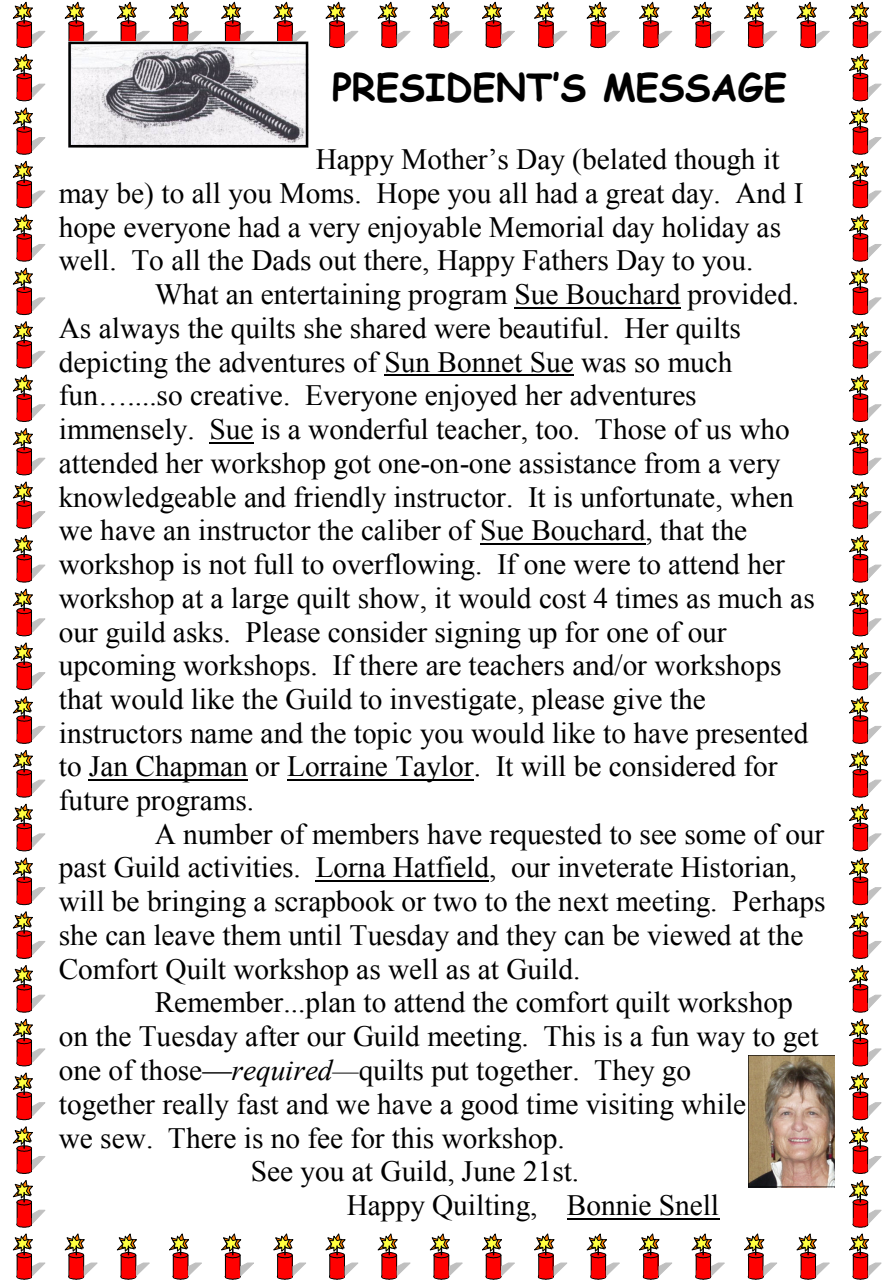 PRESIDENT'S MESSAGE
Happy Mother's Day (belated though it
may be) to all you Moms.  Hope you all had a great day.  And I
hope everyone had a very enjoyable Memorial day holiday as
well.  To all the Dads out there, Happy Fathers Day to you.
What an entertaining program Sue Bouchard provided.
As always the quilts she shared were beautiful.  Her quilts
depicting the adventures of Sun Bonnet Sue was so much
fun…....so creative.  Everyone enjoyed her adventures
immensely.  Sue is a wonderful teacher, too.  Those of us who
attended her workshop got one-on-one assistance from a very
knowledgeable and friendly instructor.  It is unfortunate, when
we have an instructor the caliber of Sue Bouchard, that the
workshop is not full to overflowing.  If one were to attend her
workshop at a large quilt show, it would cost 4 times as much as
our guild asks.  Please consider signing up for one of our
upcoming workshops.  If there are teachers and/or workshops
that would like the Guild to investigate, please give the
instructors name and the topic you would like to have presented
to Jan Chapman or Lorraine Taylor.  It will be considered for
future programs.
A number of members have requested to see some of our
past Guild activities.  Lorna Hatfield,  our inveterate Historian,
will be bringing a scrapbook or two to the next meeting.  Perhaps
she can leave them until Tuesday and they can be viewed at the
Comfort Quilt workshop as well as at Guild.
Remember...plan to attend the comfort quilt workshop
on the Tuesday after our Guild meeting.  This is a fun way to get
one of those—required—quilts put together.  They go
together really fast and we have a good time visiting while
we sew.  There is no fee for this workshop.
See you at Guild, June 21st.
Happy Quilting,    Bonnie Snell